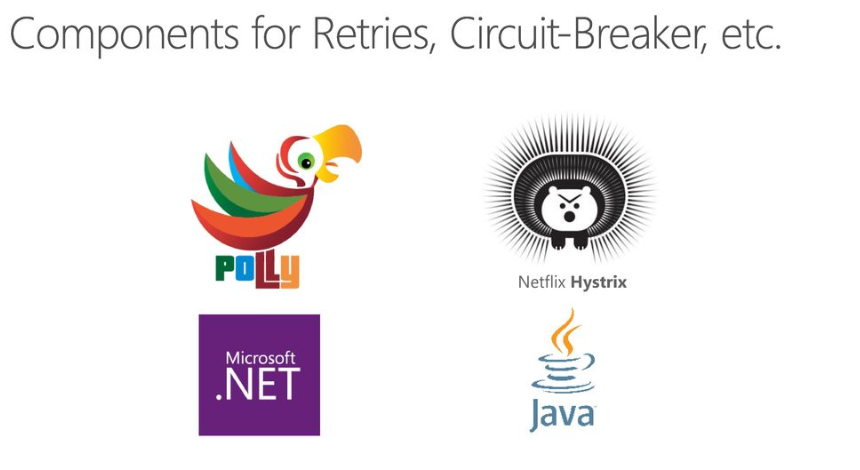 Components for Retries, Circuit-Breaker, etc.
POLLY
Netflix Hystrix
Microsoft
.NET
Java